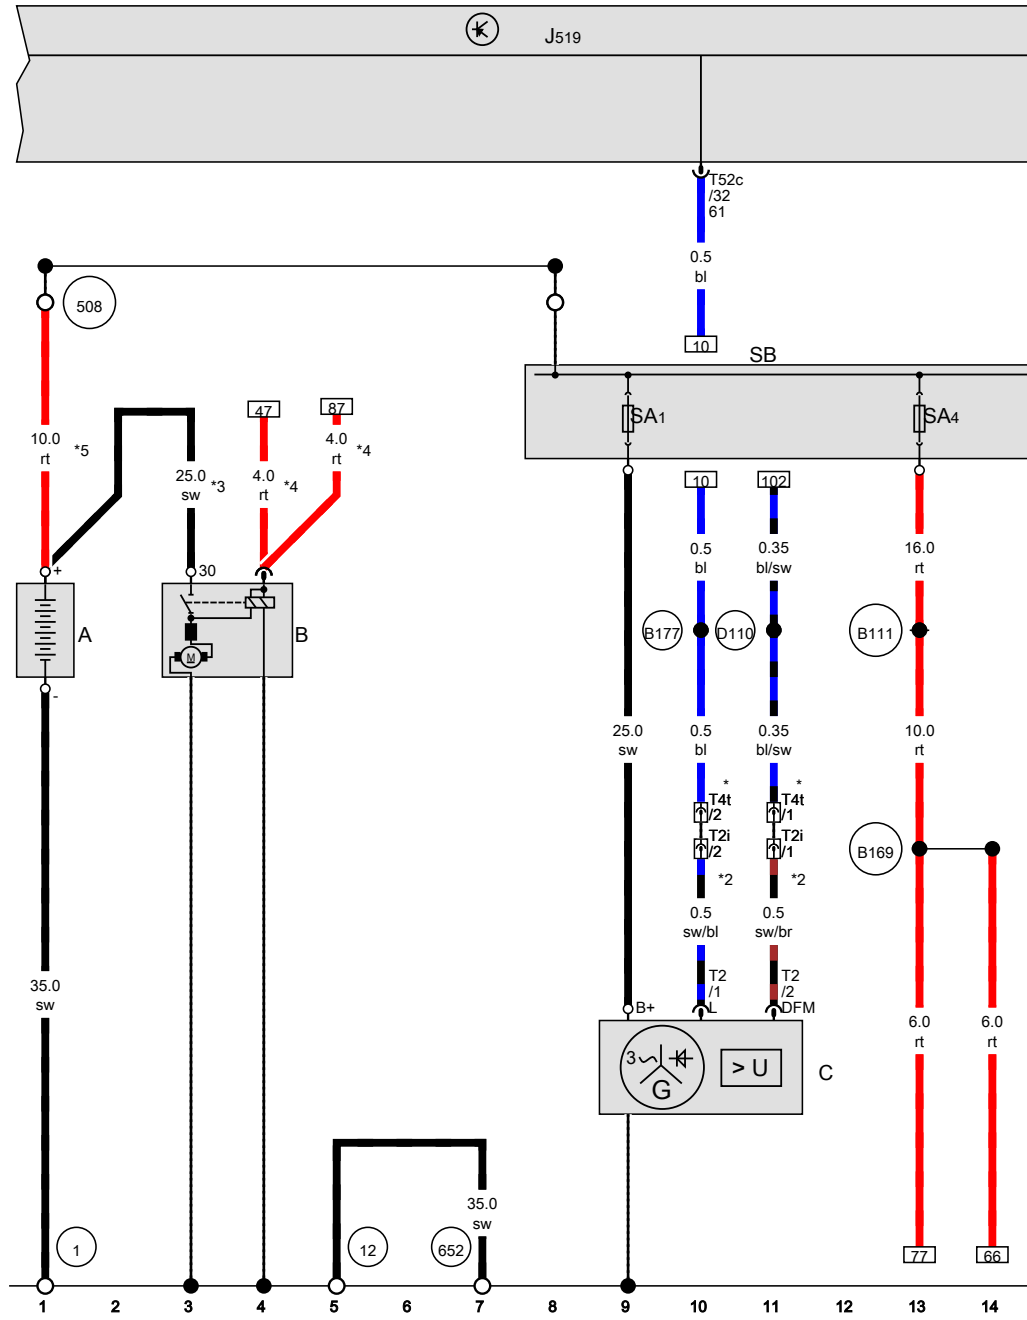 J519
T52c
/32
61
0.5
bl
10
508
SB
SA1
SA4
10.0
rt
*5
25.0
sw
*3
47
4.0
rt
*4
87
4.0
rt
*4
10
102
0.5
bl
0.35
bl/sw
16.0
rt
+
30
A
B
M
-
B177
D110
B111
25.0
sw
0.5
bl
0.35
bl/sw
10.0
rt
*
T4t
/2
*
T4t
/1
T2i
/2
T2i
/1
*2
*2
B169
0.5
sw/bl
0.5
sw/br
35.0
sw
T2
/1
T2
/2
B+
L
DFM
6.0
rt
6.0
rt
3
G
> U
C
35.0
sw
1
12
652
77
66
1 2 3 4 5 6 7 8 9 10 11 12 13 14